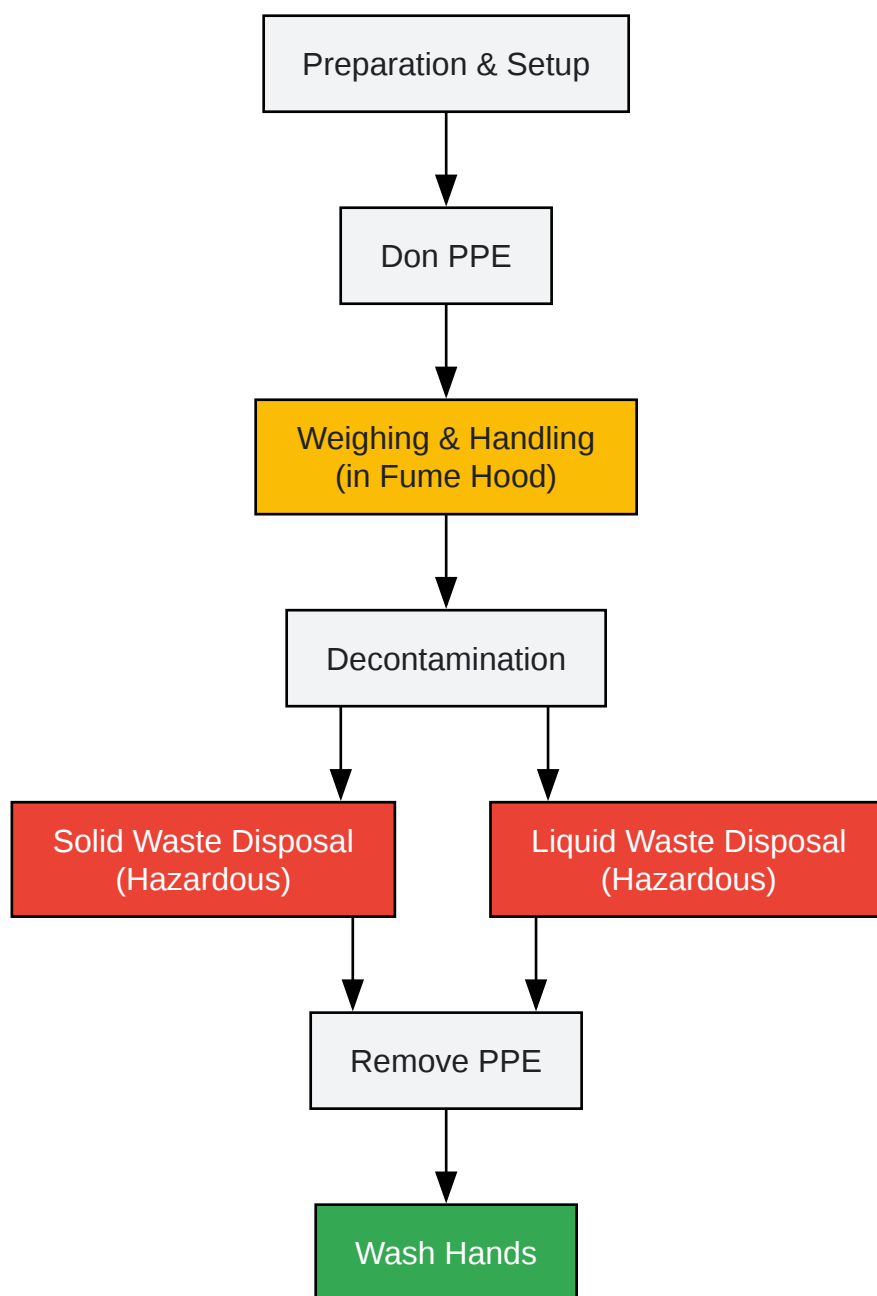 Preparation & Setup
Don PPE
Weighing & Handling
(in Fume Hood)
Decontamination
Solid Waste Disposal
(Hazardous)
Liquid Waste Disposal
(Hazardous)
Remove PPE
Wash Hands